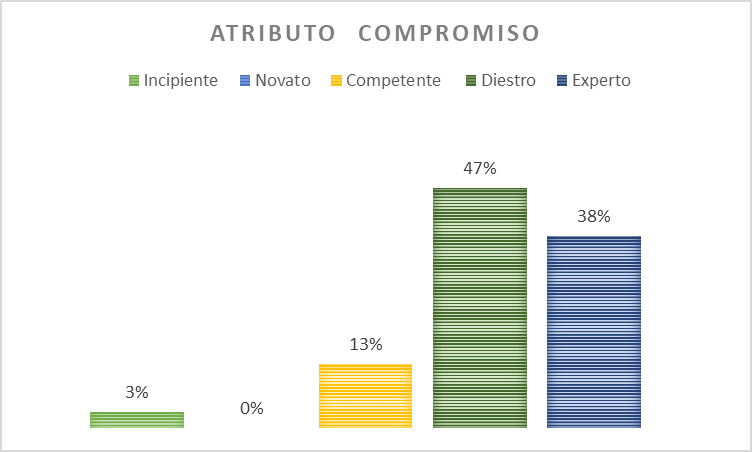 ATRIBUTO COMPROMISO
Incipiente Novato Competente Diestro Experto
47%
38%
13%
3%
0%